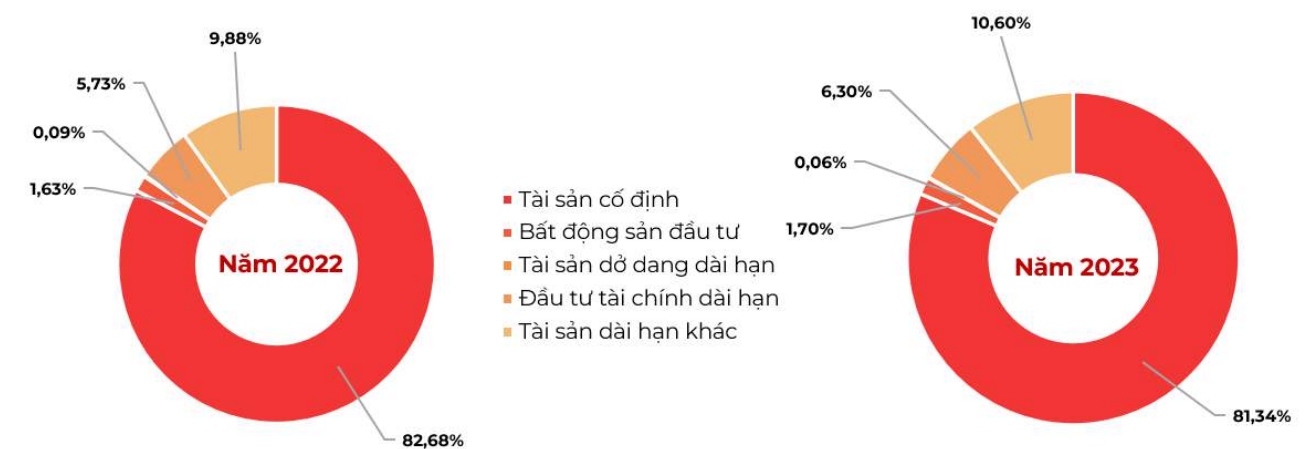 9,88%
5,73%
0,09%
1,63%
Năm 2022
82,68%
Tài sản cố định
Bất động sản đầu tư
Tài sản dở dang dài hạn
Đầu tư tài chính dài hạn
Tài sản dài hạn khác
10,60%
6,30%
0,06%
1,70%
Năm 2023
81,34%